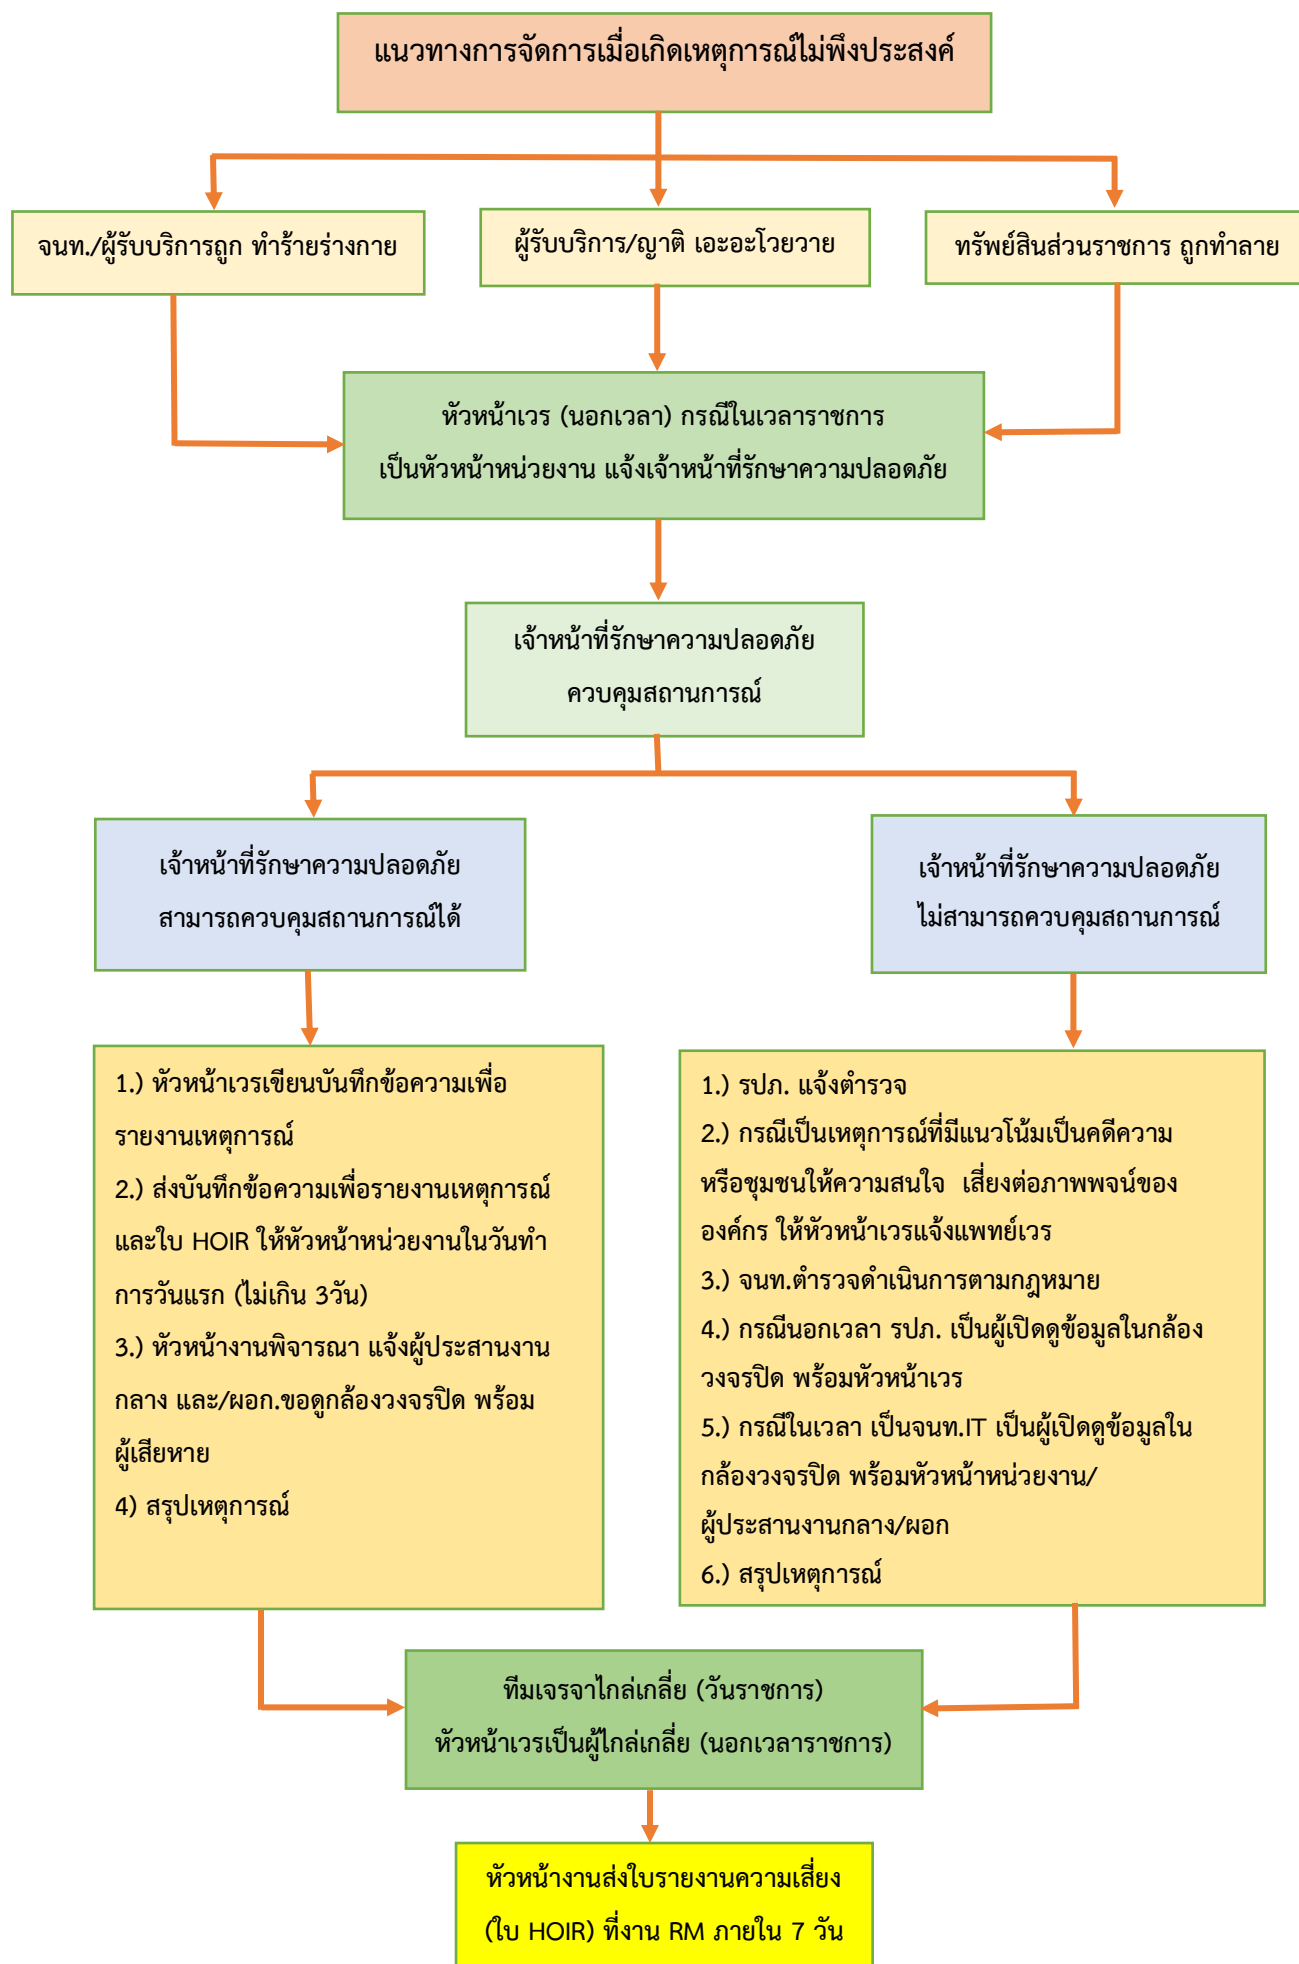 แนวทางการจัดการเมื่อเกิดเหตุการณ์ไม่พึงประสงค์
จนท./ผู้รับบริการถูก ทำร้ายร่างกาย
ผู้รับบริการ/ญาติ เอะอะโวยวาย
ทรัพย์สินส่วนราชการ ถูกทำลาย
หัวหน้าเวร (นอกเวลา) กรณีในเวลาราชการ
เป็นหัวหน้าหน่วยงาน แจ้งเจ้าหน้าที่รักษาความปลอดภัย
เจ้าหน้าที่รักษาความปลอดภัย
ควบคุมสถานการณ์
เจ้าหน้าที่รักษาความปลอดภัย
สามารถควบคุมสถานการณ์ได้
เจ้าหน้าที่รักษาความปลอดภัย
ไม่สามารถควบคุมสถานการณ์
1.) หัวหน้าเวรเขียนบันทึกข้อความเพื่อ
รายงานเหตุการณ์
2.) ส่งบันทึกข้อความเพื่อรายงานเหตุการณ์
และใบ HOIR ให้หัวหน้าหน่วยงานในวันทำ
การวันแรก (ไม่เกิน 3วัน)
3.) หัวหน้างานพิจารณา แจ้งผู้ประสานงาน
กลาง และ/ผอก.ขอดูกล้องวงจรปิด พร้อม
ผู้เสียหาย
4) สรุปเหตุการณ์
1.) รปภ. แจ้งตำรวจ
2.) กรณีเป็นเหตุการณ์ที่มีแนวโน้มเป็นคดีความ
หรือชุมชนให้ความสนใจ เสี่ยงต่อภาพพจน์ของ
องค์กร ให้หัวหน้าเวรแจ้งแพทย์เวร
3.) จนท.ตำรวจดำเนินการตามกฎหมาย
4.) กรณีนอกเวลา รปภ. เป็นผู้เปิดดูข้อมูลในกล้อง
วงจรปิด พร้อมหัวหน้าเวร
5.) กรณีในเวลา เป็นจนท.IT เป็นผู้เปิดดูข้อมูลใน
กล้องวงจรปิด พร้อมหัวหน้าหน่วยงาน/
ผู้ประสานงานกลาง/ผอก
6.) สรุปเหตุการณ์
ทีมเจรจาไกล่เกลี่ย (วันราชการ)
หัวหน้าเวรเป็นผู้ไกล่เกลี่ย (นอกเวลาราชการ)
หัวหน้างานส่งใบรายงานความเสี่ยง
(ใบ HOIR) ที่งาน RM ภายใน 7 วัน